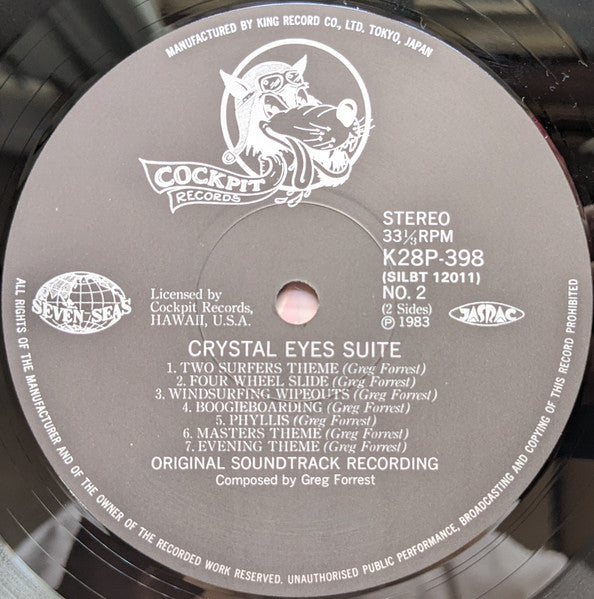 MANUFACTURED BY KING RECORD CO., LTD. TOKYO, JAPAN
COCKPIT
RECORDS
STEREO
33⅓RPM
K28P-398
(SILBT 12011)
NO. 2
(2 Sides)
Ⓟ 1983
SEVEN SEAS
Licensed by
Cockpit Records,
HAWAII, U.S.A.
JASRAC
CRYSTAL EYES SUITE
1. TWO SURFERS THEME (Greg Forrest)
2. FOUR WHEEL SLIDE (Greg Forrest)
3. WINDSURFING WIPEOUTS (Greg Forrest)
4. BOOGIEBOARDING (Greg Forrest)
5. PHYLLIS (Greg Forrest)
6. MASTERS THEME (Greg Forrest)
7. EVENING THEME (Greg Forrest)
ORIGINAL SOUNDTRACK RECORDING
Composed by Greg Forrest
ALL RIGHTS OF THE MANUFACTURER AND OF THE OWNER OF THE RECORDED WORK RESERVED. UNAUTHORISED PUBLIC PERFORMANCE, BROADCASTING AND COPYING OF THIS RECORD PROHIBITED